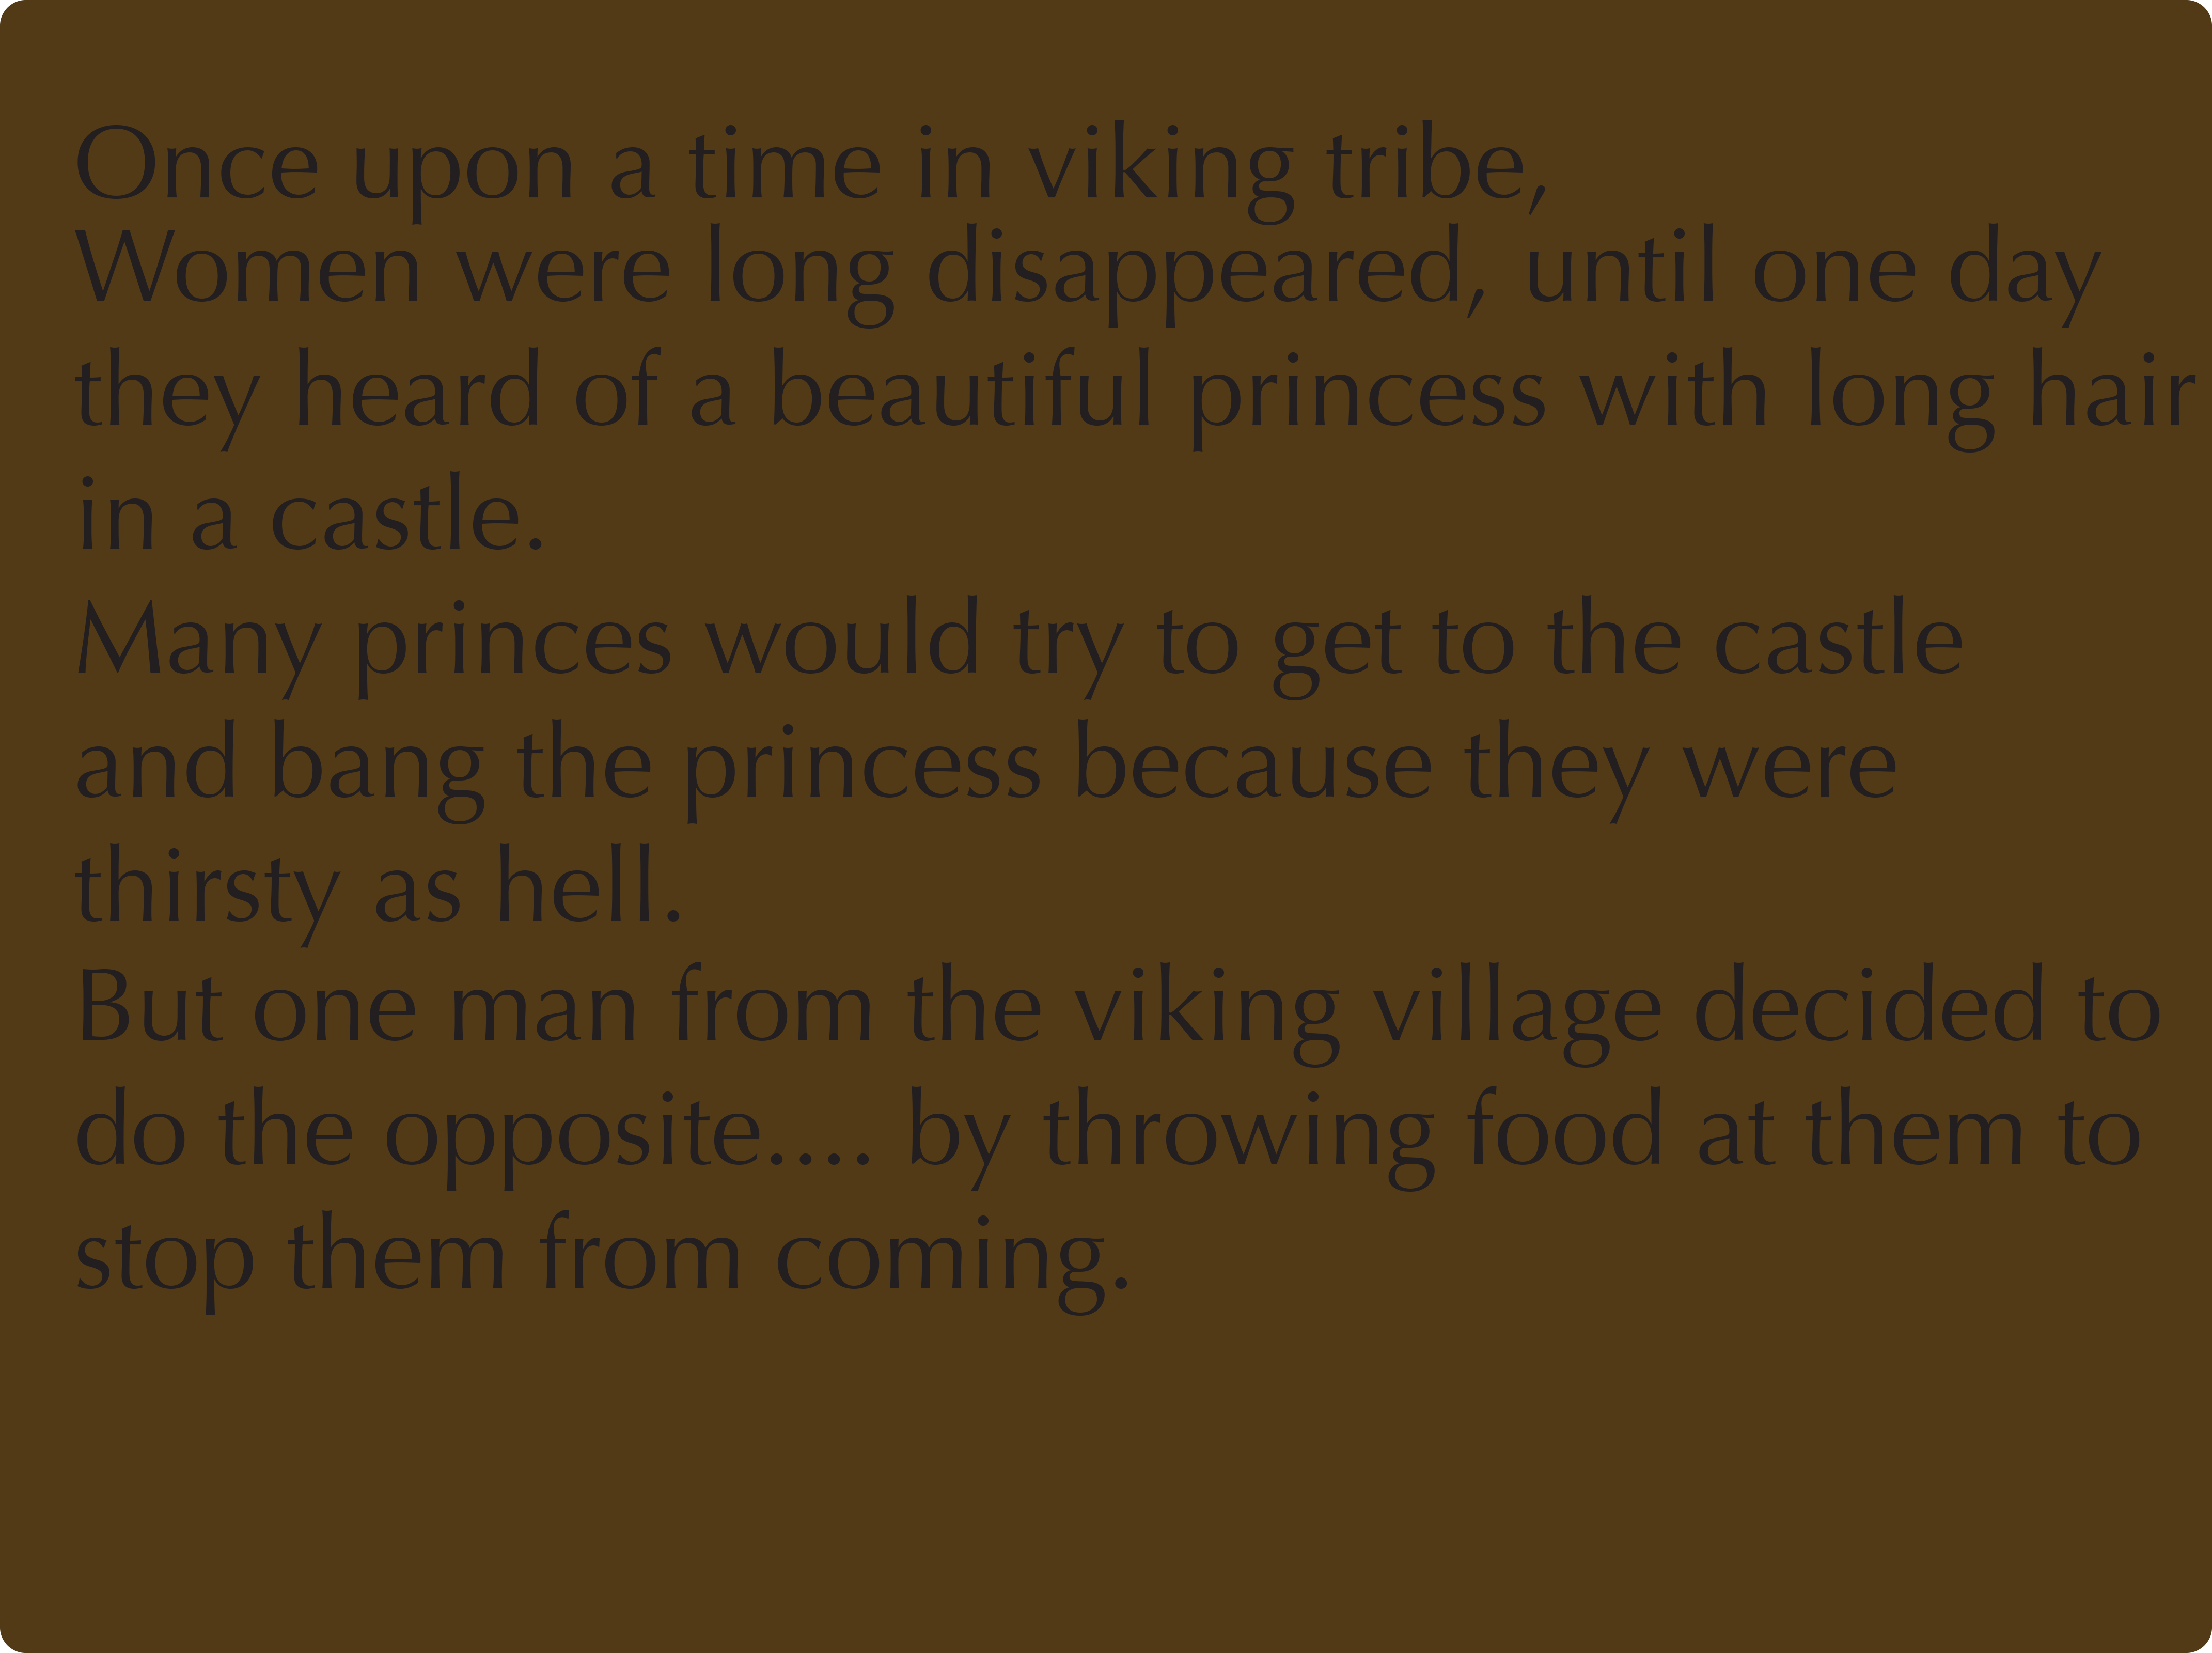 Once upon a time in viking tribe,
Women were long disappeared, until one day
they heard of a beautiful princess with long hair
in a castle.
Many princes would try to get to the castle
and bang the princess because they were
thirsty as hell.
But one man from the viking village decided to
do the opposite.... by throwing food at them to
stop them from coming.